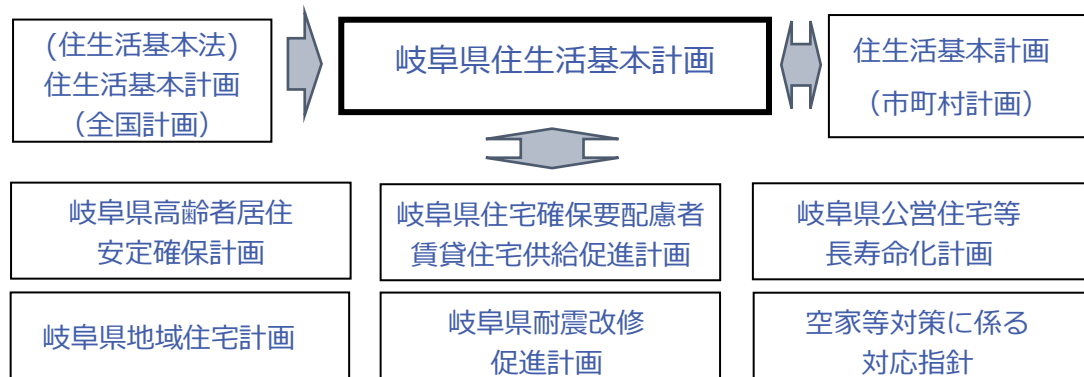 (住生活基本法)
住生活基本計画
（全国計画）
岐阜県住生活基本計画
住生活基本計画
（市町村計画）
岐阜県高齢者居住
安定確保計画
岐阜県住宅確保要配慮者
賃貸住宅供給促進計画
岐阜県公営住宅等
長寿命化計画
岐阜県地域住宅計画
岐阜県耐震改修
促進計画
空家等対策に係る
対応指針